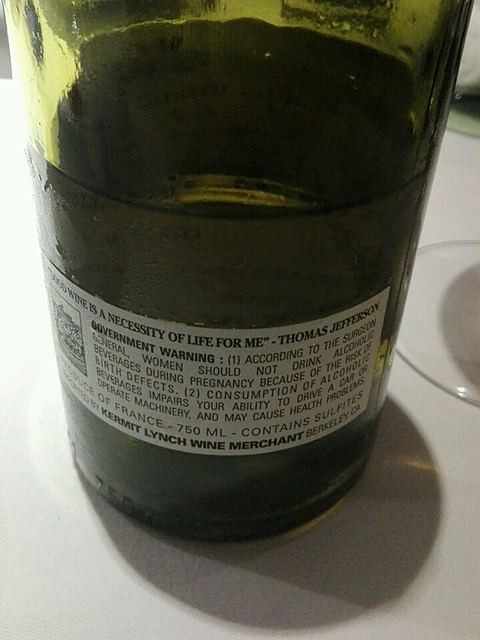 "GOOD WINE IS A NECESSITY OF LIFE FOR ME" - THOMAS JEFFERSON
GOVERNMENT WARNING : (1) ACCORDING TO THE SURGEON
GENERAL, WOMEN SHOULD NOT DRINK ALCOHOLIC
BEVERAGES DURING PREGNANCY BECAUSE OF THE RISK OF
BIRTH DEFECTS. (2) CONSUMPTION OF ALCOHOLIC
BEVERAGES IMPAIRS YOUR ABILITY TO DRIVE A CAR OR
OPERATE MACHINERY, AND MAY CAUSE HEALTH PROBLEMS.
PRODUCE OF FRANCE - 750 ML - CONTAINS SULFITES
BY KERMIT LYNCH WINE MERCHANT BERKELEY, CA